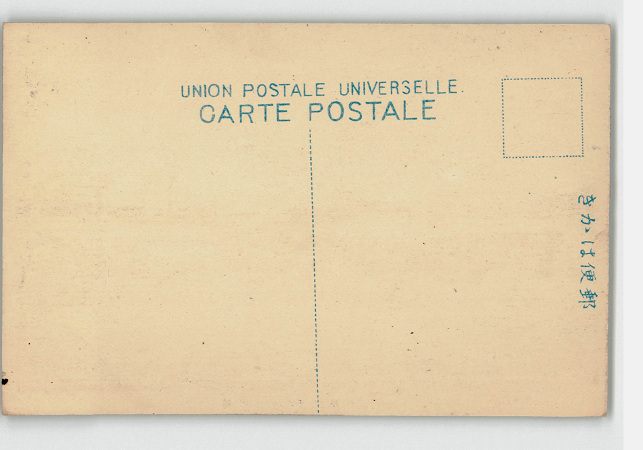 UNION POSTALE UNIVERSELLE.
CARTE POSTALE
きかは便郵